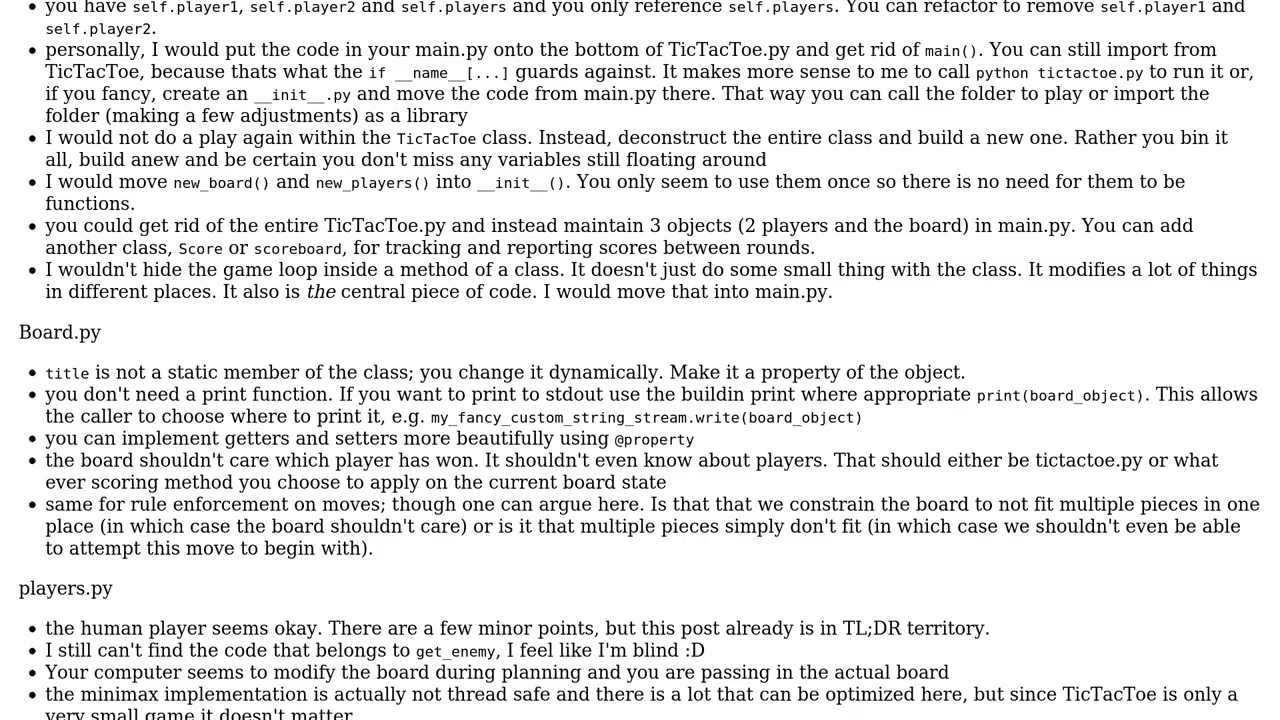 • you have self.player1, self.player2 and self.players and you only reference self.players. You can refactor to remove self.player1 and
self.player2.
• personally, I would put the code in your main.py onto the bottom of TicTacToe.py and get rid of main(). You can still import from
TicTacToe, because thats what the if __name__[...] guards against. It makes more sense to me to call python tictactoe.py to run it or,
if you fancy, create an __init__.py and move the code from main.py there. That way you can call the folder to play or import the
folder (making a few adjustments) as a library
• I would not do a play again within the TicTacToe class. Instead, deconstruct the entire class and build a new one. Rather you bin it
all, build anew and be certain you don't miss any variables still floating around
• I would move new_board() and new_players() into __init__(). You only seem to use them once so there is no need for them to be
functions.
• you could get rid of the entire TicTacToe.py and instead maintain 3 objects (2 players and the board) in main.py. You can add
another class, Score or scoreboard, for tracking and reporting scores between rounds.
• I wouldn't hide the game loop inside a method of a class. It doesn't just do some small thing with the class. It modifies a lot of things
in different places. It also is the central piece of code. I would move that into main.py.
Board.py
• title is not a static member of the class; you change it dynamically. Make it a property of the object.
• you don't need a print function. If you want to print to stdout use the buildin print where appropriate print(board_object). This allows
the caller to choose where to print it, e.g. my_fancy_custom_string_stream.write(board_object)
• you can implement getters and setters more beautifully using @property
• the board shouldn't care which player has won. It shouldn't even know about players. That should either be tictactoe.py or what
ever scoring method you choose to apply on the current board state
• same for rule enforcement on moves; though one can argue here. Is that that we constrain the board to not fit multiple pieces in one
place (in which case the board shouldn't care) or is it that multiple pieces simply don't fit (in which case we shouldn't even be able
to attempt this move to begin with).
players.py
• the human player seems okay. There are a few minor points, but this post already is in TL;DR territory.
• I still can't find the code that belongs to get_enemy, I feel like I'm blind :D
• Your computer seems to modify the board during planning and you are passing in the actual board
• the minimax implementation is actually not thread safe and there is a lot that can be optimized here, but since TicTacToe is only a
very small game it doesn't matter